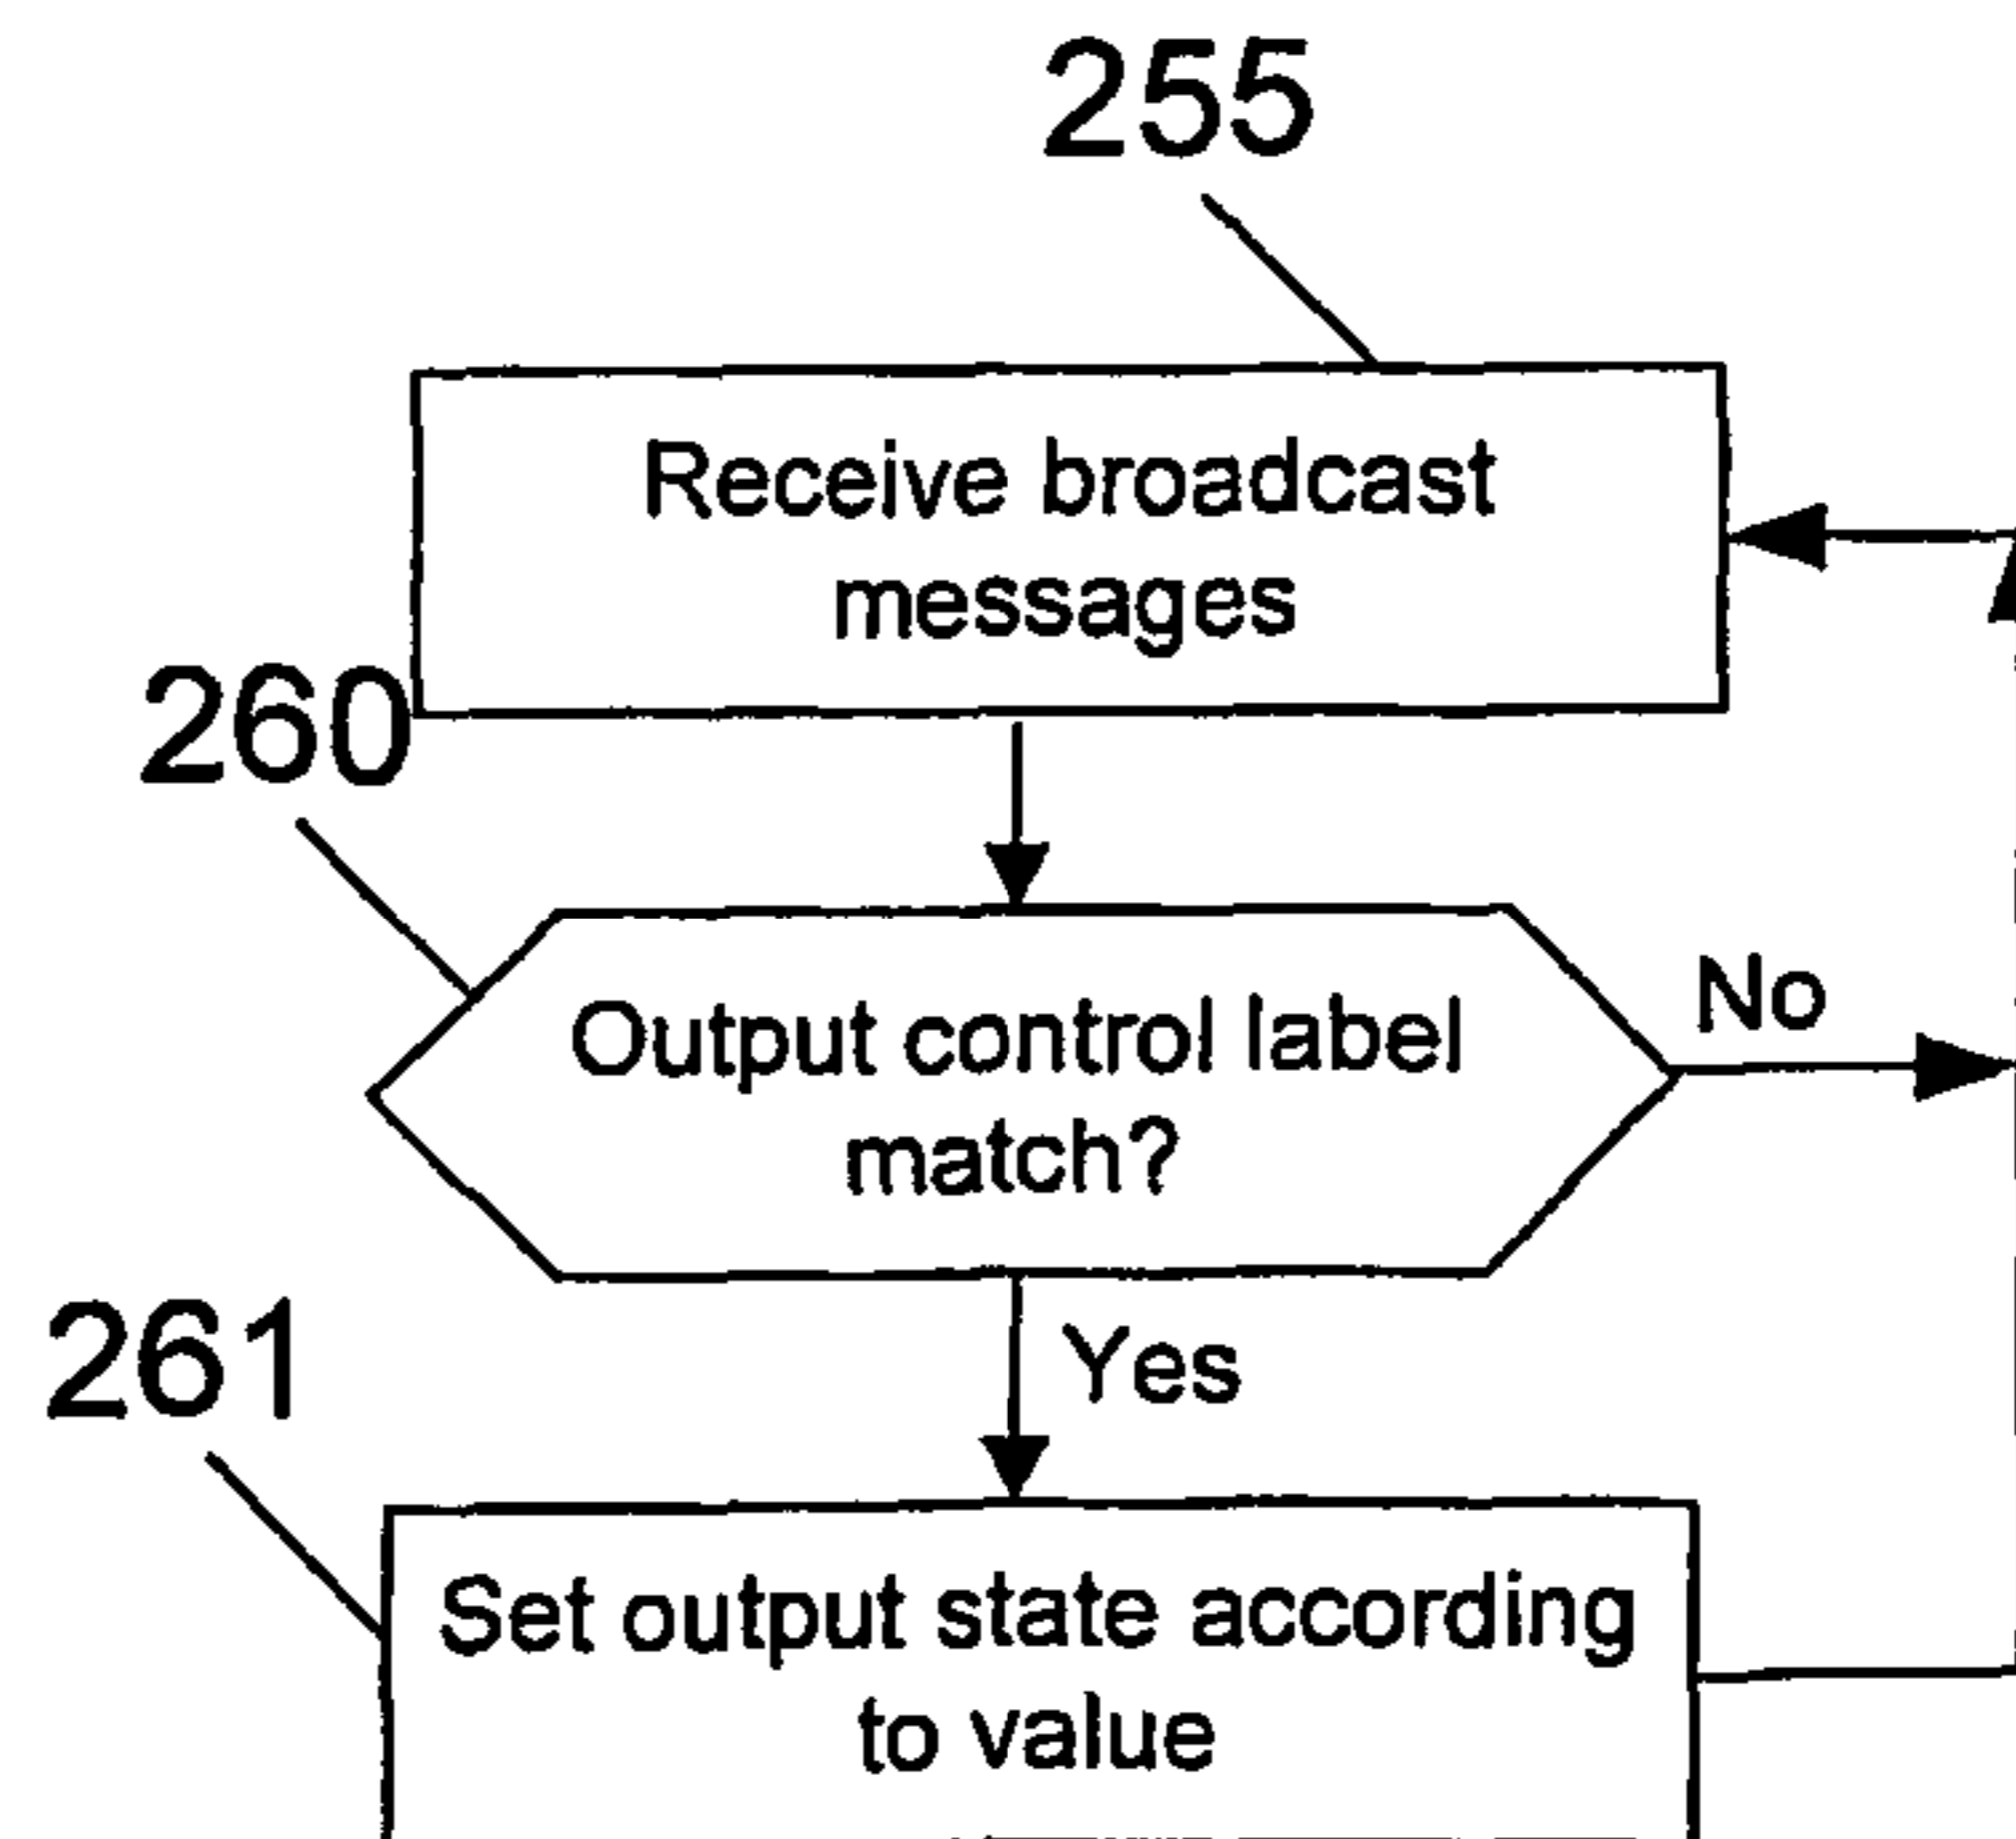 255
Receive broadcast
messages
260
Output control label
match?
No
Yes
261
Set output state according
to value